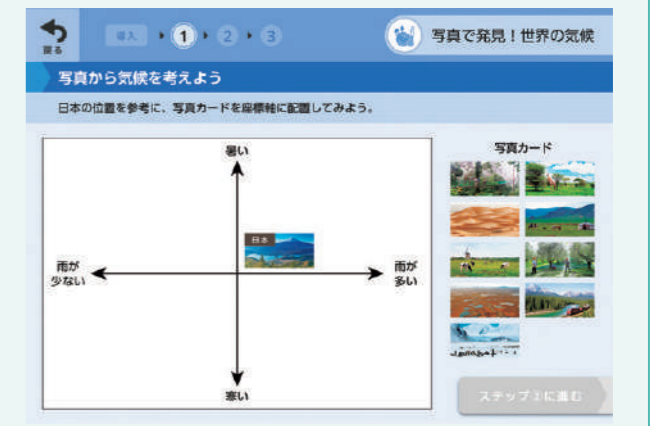 戻る
導入 1 2 3
写真で発見！世界の気候
写真から気候を考えよう
日本の位置を参考に、写真カードを座標軸に配置してみよう。
暑い
写真カード
日本
雨が
少ない
雨が
多い
寒い
ステップ2に進む